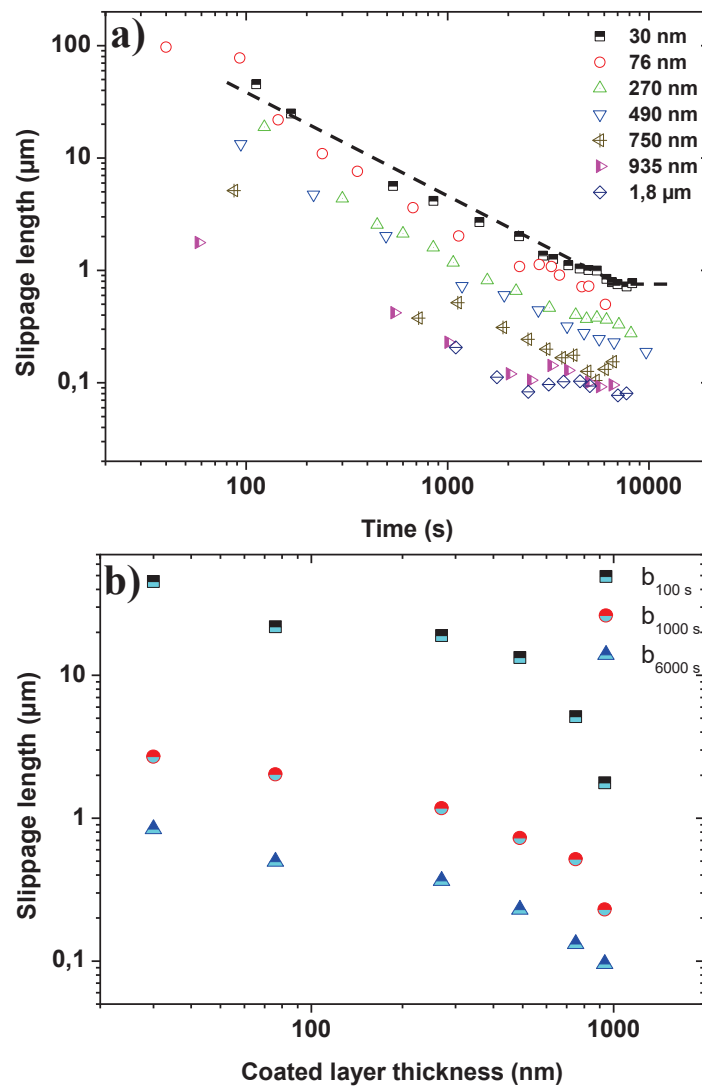 a)
100
10
1
0,1
Slippage length (µm)
30 nm
76 nm
270 nm
490 nm
750 nm
935 nm
1,8 µm
100
1000
10000
Time (s)
b)
10
1
0,1
Slippage length (µm)
b100 s
b1000 s
b6000 s
100
1000
Coated layer thickness (nm)